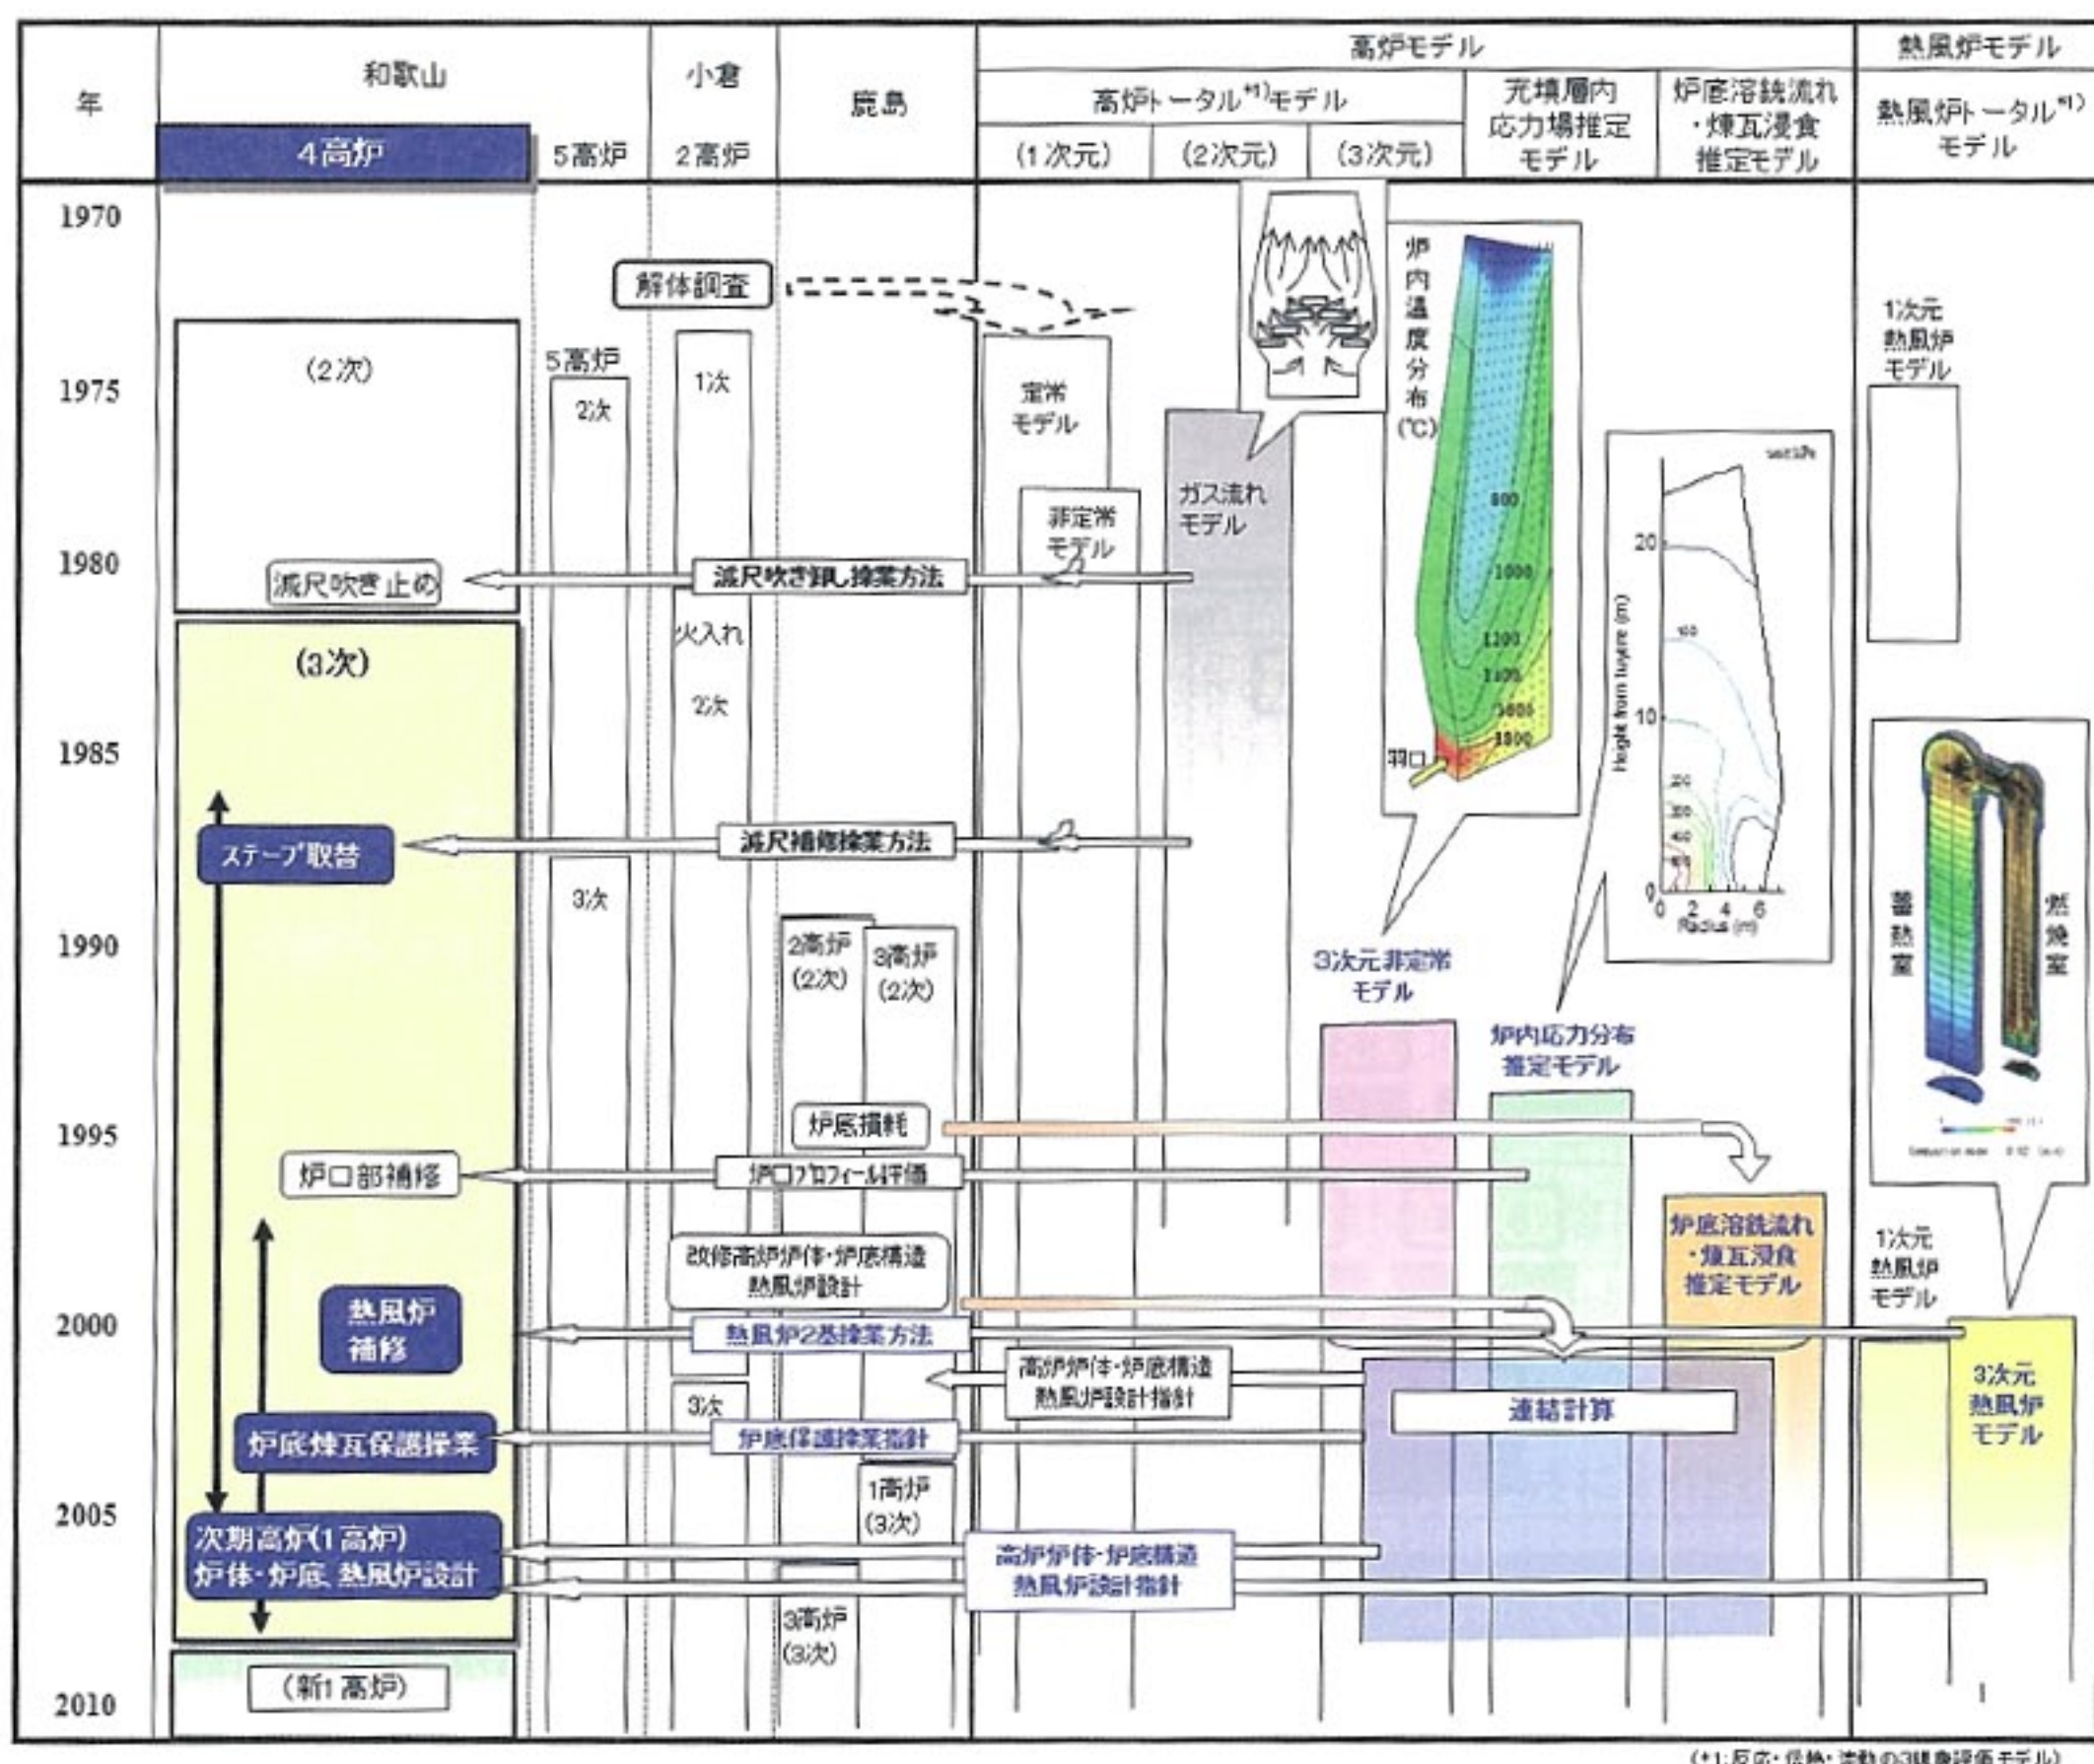 年
和歌山
小倉
鹿島
高炉モデル
熱風炉モデル
4高炉
5高炉
2高炉
高炉トータル*1)モデル
(1次元)
(2次元)
(3次元)
充填層内
応力場推定
モデル
炉底溶銑流れ
・煉瓦浸食
推定モデル
熱風炉トータル*1)
モデル
1970
1975
1980
1985
1990
1995
2000
2005
2010
解体調査
(2次)
5高炉
2次
1次
定常
モデル
非定常
モデル
ガス流れ
モデル
炉内温度分布(℃)
800
1000
1200
羽口
1次元
熱風炉
モデル
減尺吹き止め
減尺吹き卸し操業方法
(3次)
火入れ
2次
Height from tuyere (m)
20
10
0
0 2 4 6
Radius (m)
ステーブ取替
減尺補修操業方法
3次
2高炉
(2次)
3高炉
(2次)
3次元非定常
モデル
炉内応力分布
推定モデル
蓄熱室
燃焼室
炉底損耗
炉口部補修
炉口プロフィール評価
改修高炉炉体・炉底構造
熱風炉設計
炉底溶銑流れ
・煉瓦浸食
推定モデル
1次元
熱風炉
モデル
熱風炉
補修
熱風炉2基操業方法
高炉炉体・炉底構造
熱風炉設計指針
連結計算
3次元
熱風炉
モデル
3次
炉底煉瓦保護操業
炉底保護操業指針
1高炉
(3次)
次期高炉(1高炉)
炉体・炉底、熱風炉設計
高炉炉体・炉底構造
熱風炉設計指針
3高炉
(3次)
(新1高炉)